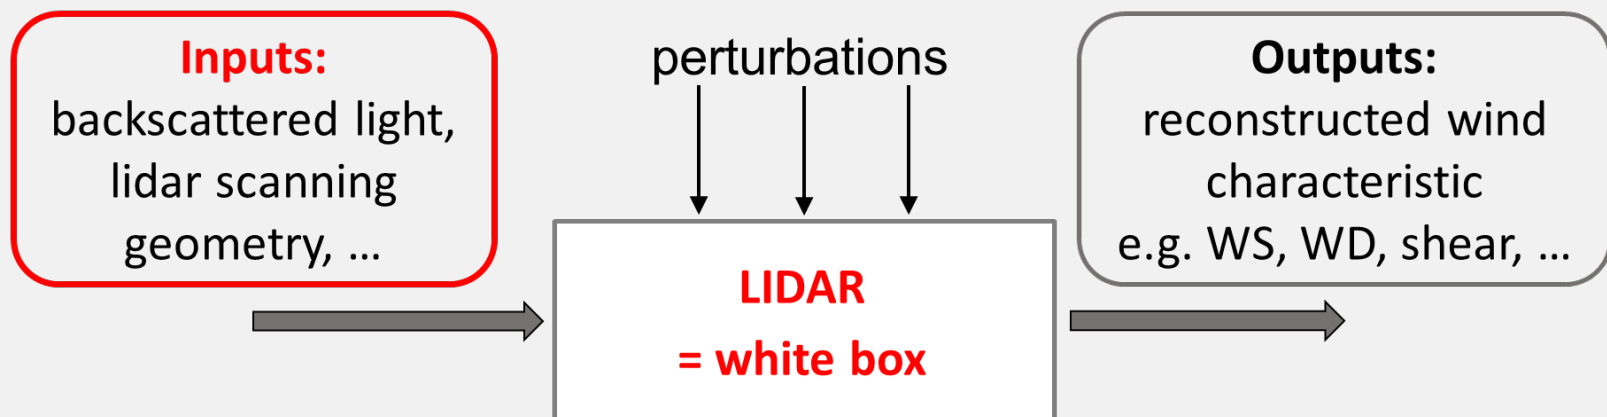 Inputs:
backscattered light,
lidar scanning
geometry, ...
perturbations
LIDAR
= white box
Outputs:
reconstructed wind
characteristic
e.g. WS, WD, shear, ...